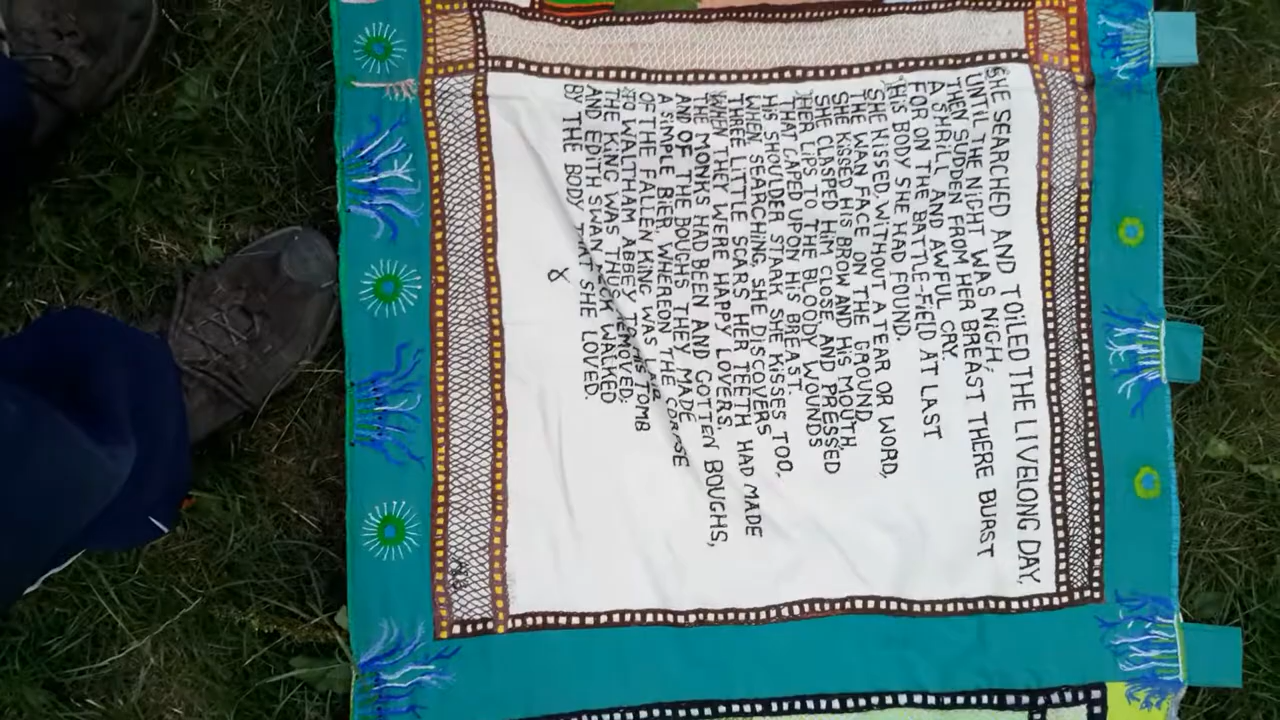 SHE SEARCHED AND TOILED THE LIVELONG DAY,
UNTIL THE NIGHT WAS NIGH;
THEN SUDDEN FROM HER BREAST THERE BURST
A SHRILL AND AWFUL CRY.
FOR ON THE BATTLE-FIELD AT LAST
HIS BODY SHE HAD FOUND.
SHE KISSED, WITHOUT A TEAR OR WORD,
THE WAN FACE ON THE GROUND.
SHE KISSED HIS BROW AND HIS MOUTH,
SHE CLASPED HIM CLOSE, AND PRESSED
HER LIPS TO THE BLOODY WOUNDS
THAT GAPED UPON HIS BREAST.
HIS SHOULDER STARK SHE KISSES TOO,
WHEN SEARCHING, SHE DISCOVERS
THREE LITTLE SCARS HER TEETH HAD MADE
WHEN THEY WERE HAPPY LOVERS.
THE MONKS HAD BEEN AND GOTTEN BOUGHS,
AND OF THE BOUGHS THEY MADE
A SIMPLE BIER, WHEREON THE CORPSE
OF THE FALLEN KING WAS
TO WALTHAM ABBEY TO HIS TOMB
THE KING WAS THUS REMOVED;
AND EDITH SWAN NECK WALKED
BY THE BODY THAT SHE LOVED.